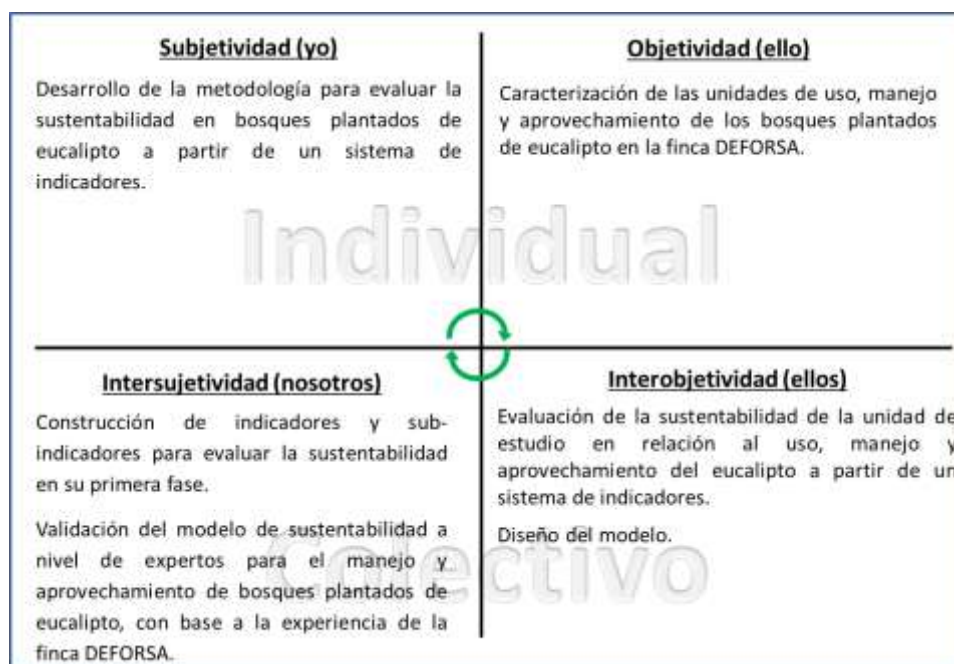 Subjetividad (yo)
Desarrollo de la metodología para evaluar la
sustentabilidad en bosques plantados de
eucalipto a partir de un sistema de
indicadores.
Objetividad (ello)
Caracterización de las unidades de uso, manejo
y aprovechamiento de los bosques plantados
de eucalipto en la finca DEFORSA.
Individual
Intersujetividad (nosotros)
Construcción de indicadores y sub-
indicadores para evaluar la sustentabilidad
en su primera fase.
Validación del modelo de sustentabilidad a
nivel de expertos para el manejo y
aprovechamiento de bosques plantados de
eucalipto, con base a la experiencia de la
finca DEFORSA.
Interobjetividad (ellos)
Evaluación de la sustentabilidad de la unidad de
estudio en relación al uso, manejo y
aprovechamiento del eucalipto a partir de un
sistema de indicadores.
Diseño del modelo.
Colectivo